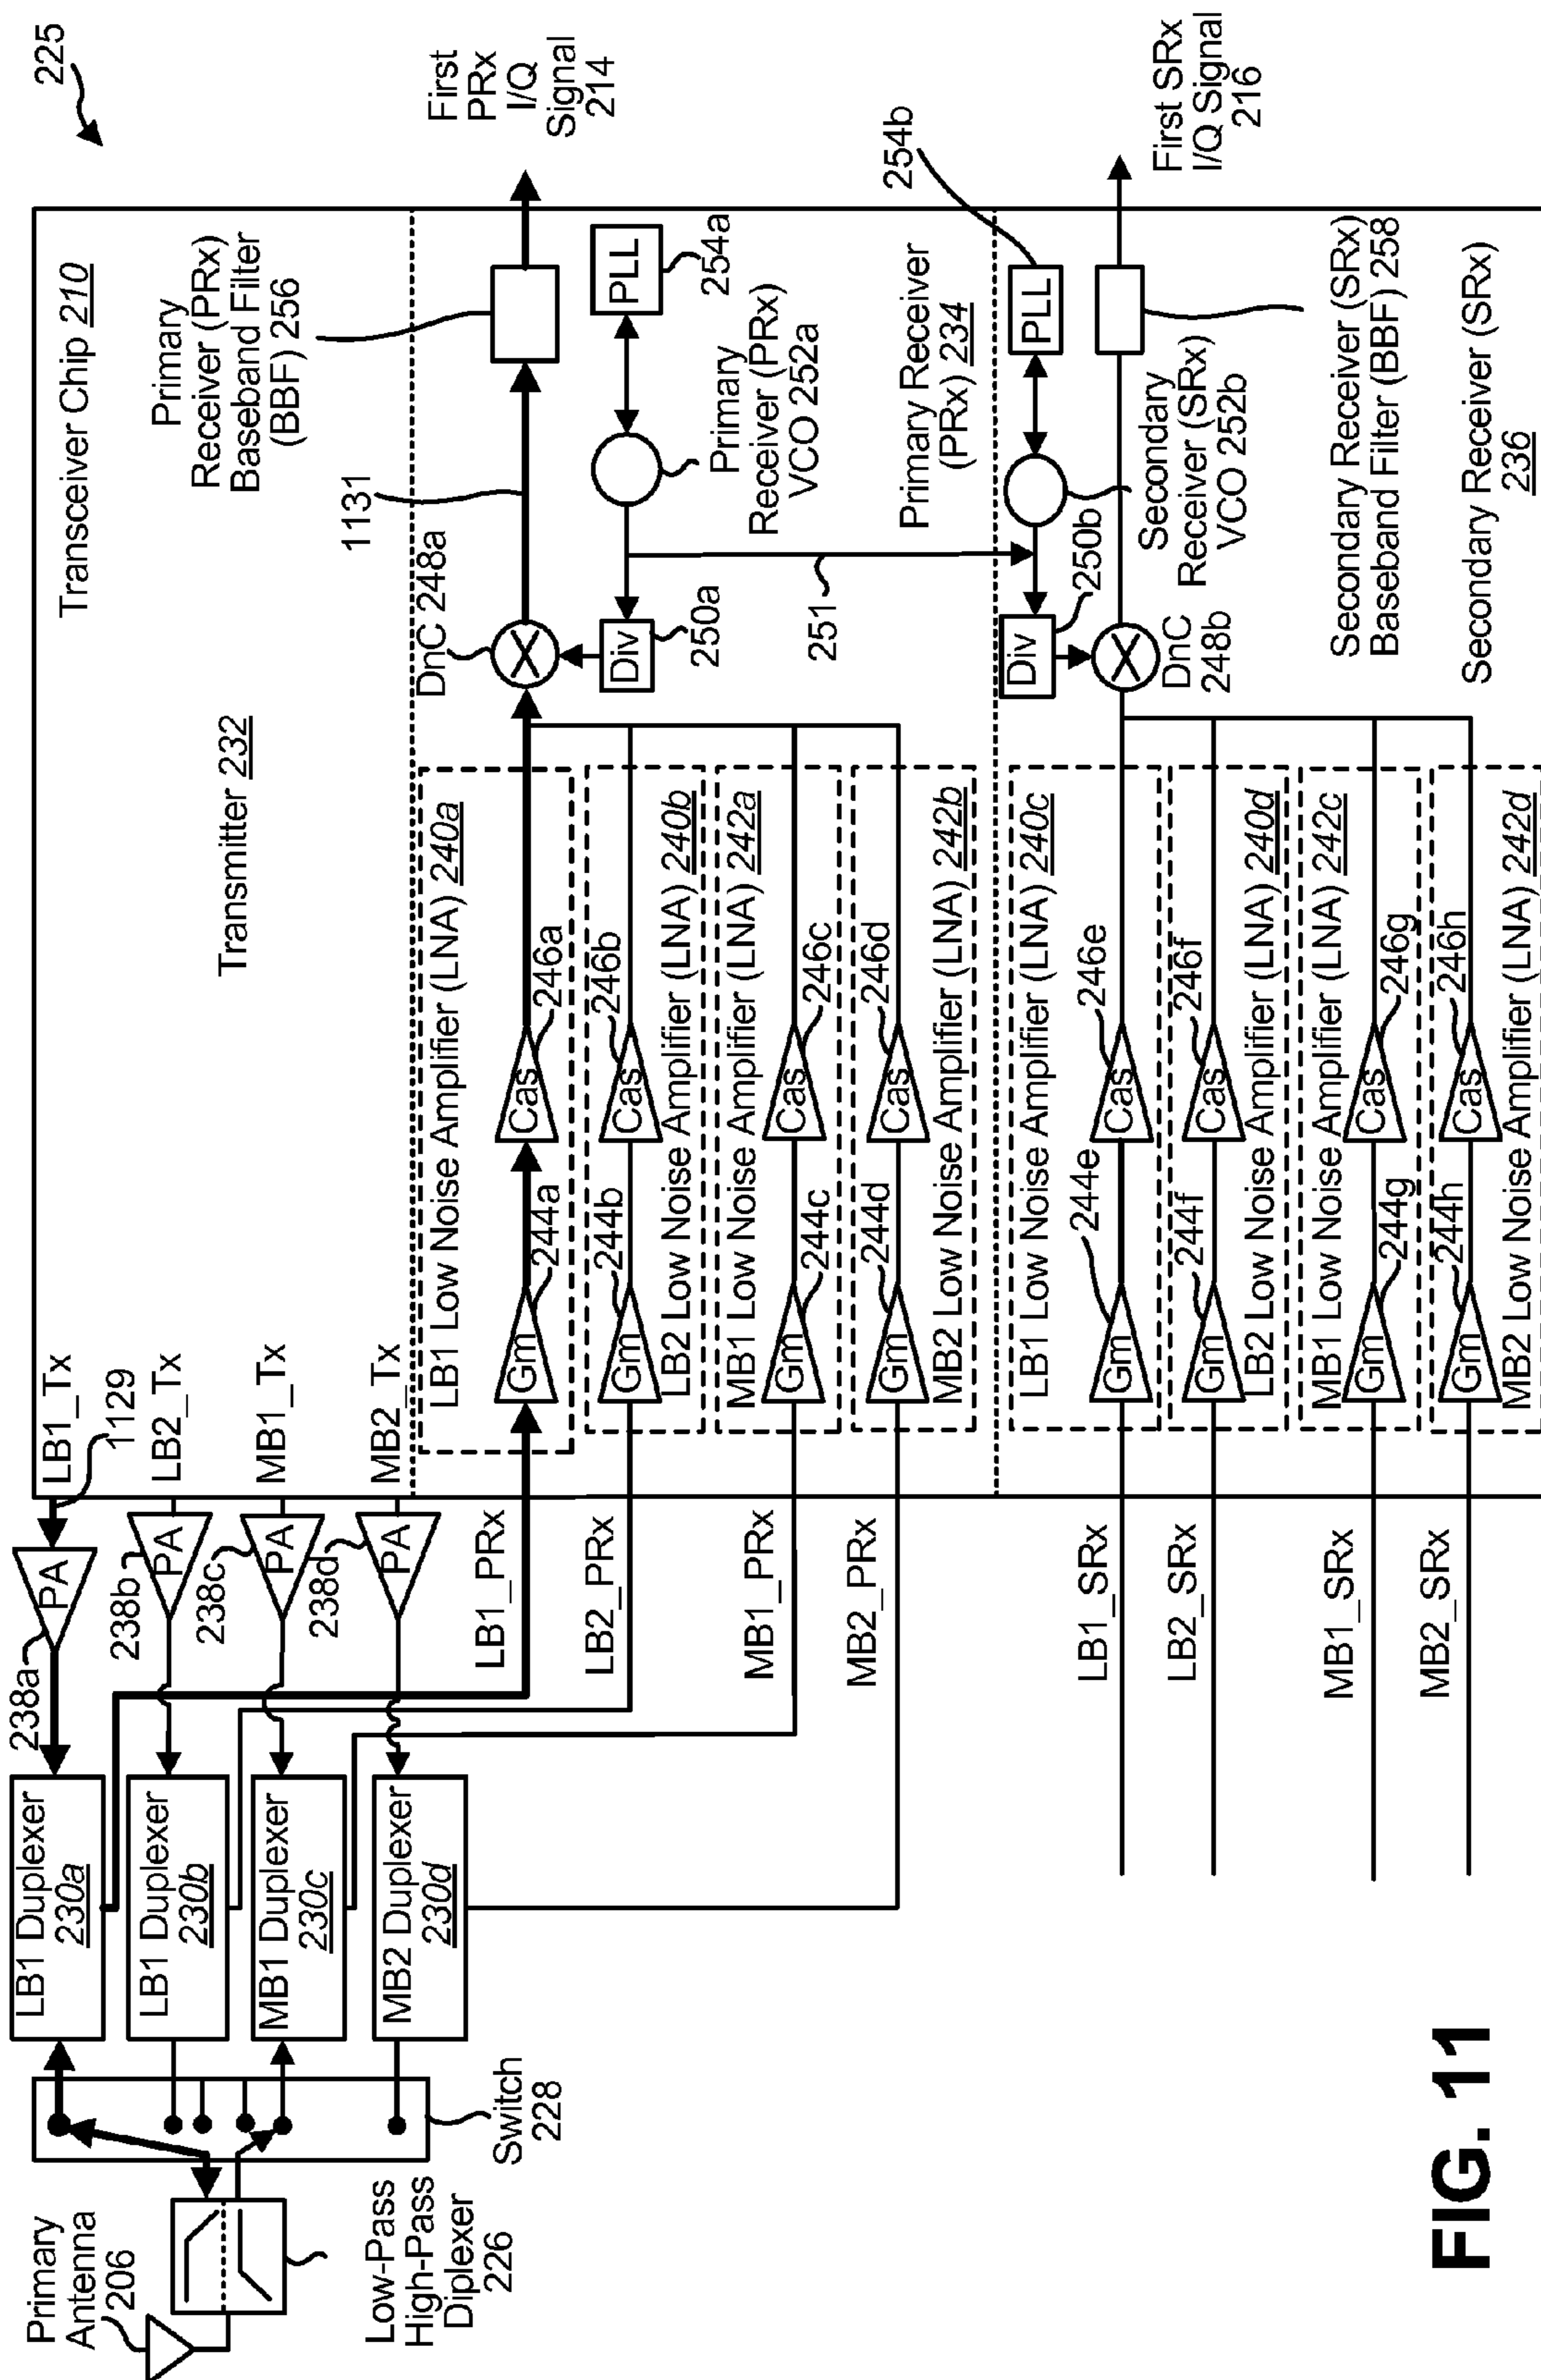 225
Primary
Antenna
206
Low-Pass
High-Pass
Diplexer
226
Switch
228
LB1 Duplexer
230a
LB1 Duplexer
230b
MB1 Duplexer
230c
MB2 Duplexer
230d
238a
PA
238b
PA
238c
PA
238d
PA
LB1_Tx
1129
LB2_Tx
MB1_Tx
MB2_Tx
Transceiver Chip 210
Transmitter 232
LB1_PRx
LB2_PRx
MB1_PRx
MB2_PRx
LB1 Low Noise Amplifier (LNA) 240a
Gm
244a
Cas
246a
Gm
244b
Cas
246b
LB2 Low Noise Amplifier (LNA) 240b
MB1 Low Noise Amplifier (LNA) 242a
Gm
244c
Cas
246c
Gm
244d
Cas
246d
MB2 Low Noise Amplifier (LNA) 242b
DnC 248a
1131
Primary
Receiver (PRx)
Baseband Filter
(BBF) 256
Div
250a
PLL
254a
Primary
Receiver (PRx)
VCO 252a
251
Primary Receiver
(PRx) 234
First
PRx
I/Q
Signal
214
LB1_SRx
LB2_SRx
MB1_SRx
MB2_SRx
LB1 Low Noise Amplifier (LNA) 240c
244e
Gm
Cas
246e
Gm
244f
Cas
246f
LB2 Low Noise Amplifier (LNA) 240d
MB1 Low Noise Amplifier (LNA) 242c
Gm
244g
Cas
246g
Gm
244h
Cas
246h
MB2 Low Noise Amplifier (LNA) 242d
Div
250b
PLL
254b
DnC
248b
Secondary
Receiver (SRx)
VCO 252b
Secondary Receiver (SRx)
Baseband Filter (BBF) 258
Secondary Receiver (SRx)
236
First SRx
I/Q Signal
216
FIG. 11